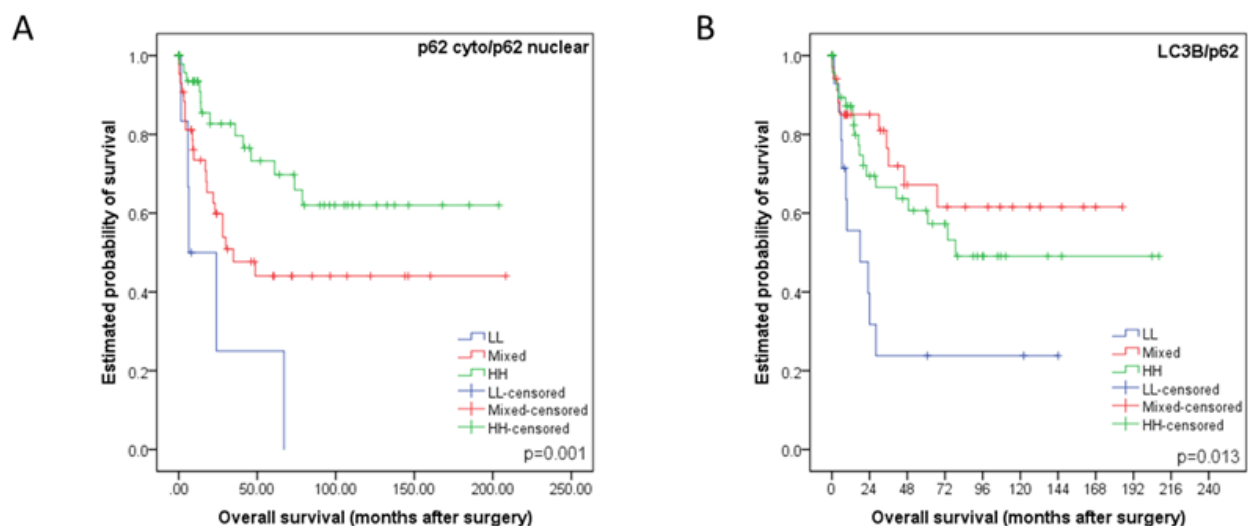 A
p62 cyto/p62 nuclear
Estimated probability of survival
1.0
0.8
0.6
0.4
0.2
0.0
LL
Mixed
HH
LL-censored
Mixed-censored
HH-censored
p=0.001
.00 50.00 100.00 150.00 200.00 250.00
Overall survival (months after surgery)
B
LC3B/p62
Estimated probability of survival
1.0
0.8
0.6
0.4
0.2
0.0
LL
Mixed
HH
LL-censored
Mixed-censored
HH-censored
p=0.013
0 24 48 72 96 120 144 168 192 216 240
Overall survival (months after surgery)